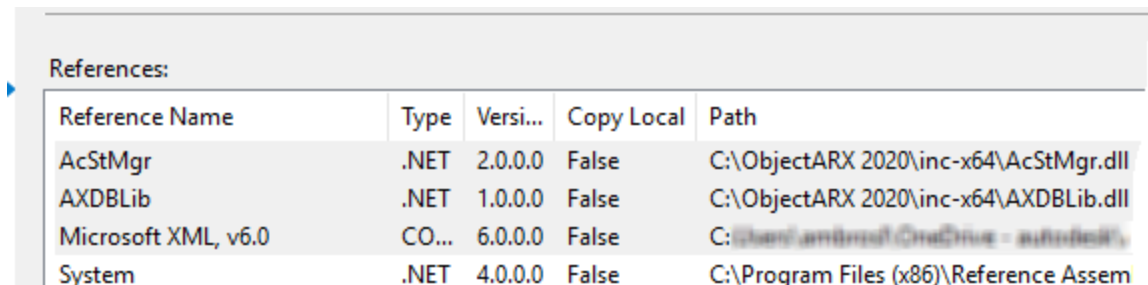 References:
Reference Name Type Versi... Copy Local Path
AcStMgr .NET 2.0.0.0 False C:\ObjectARX 2020\inc-x64\AcStMgr.dll
AXDBLib .NET 1.0.0.0 False C:\ObjectARX 2020\inc-x64\AXDBLib.dll
Microsoft XML, v6.0 CO... 6.0.0.0 False C:
System .NET 4.0.0.0 False C:\Program Files (x86)\Reference Assem